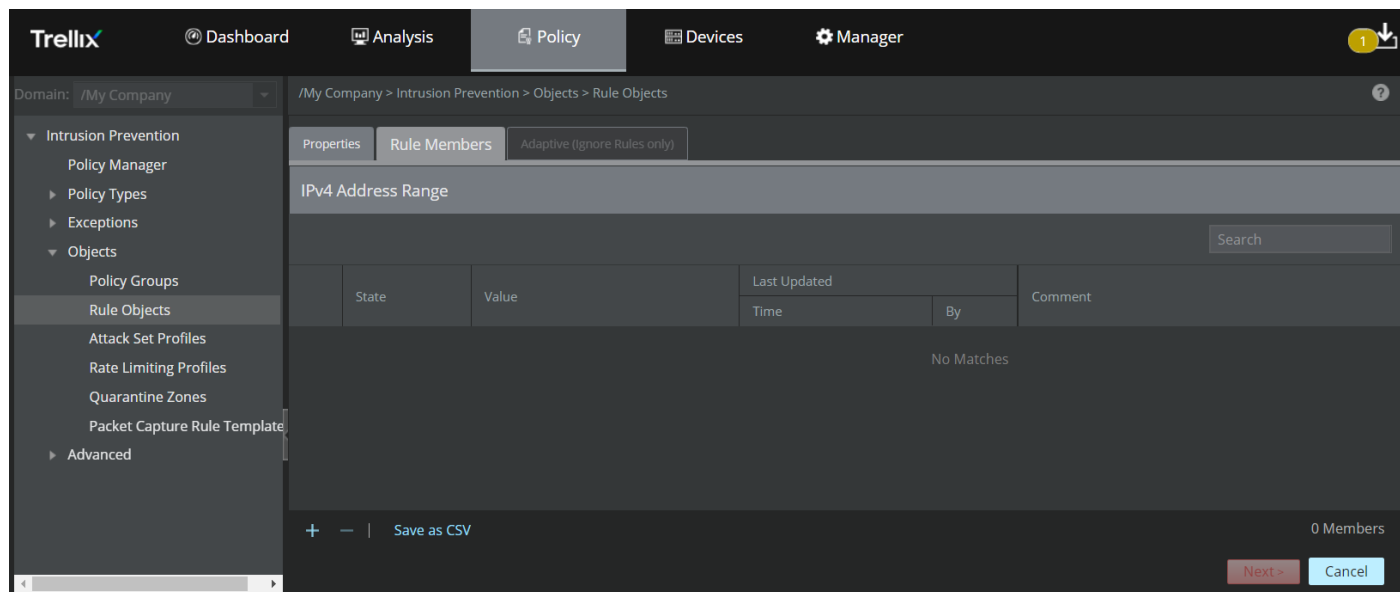 Trellix Dashboard Analysis Policy Devices Manager 1
Domain: /My Company
/My Company > Intrusion Prevention > Objects > Rule Objects ?
Intrusion Prevention
Policy Manager
Policy Types
Exceptions
Objects
Policy Groups
Rule Objects
Attack Set Profiles
Rate Limiting Profiles
Quarantine Zones
Packet Capture Rule Template
Advanced
Properties Rule Members Adaptive (Ignore Rules only)
IPv4 Address Range
Search
State Value Last Updated Comment
Time By
No Matches
+ − | Save as CSV 0 Members
Next > Cancel